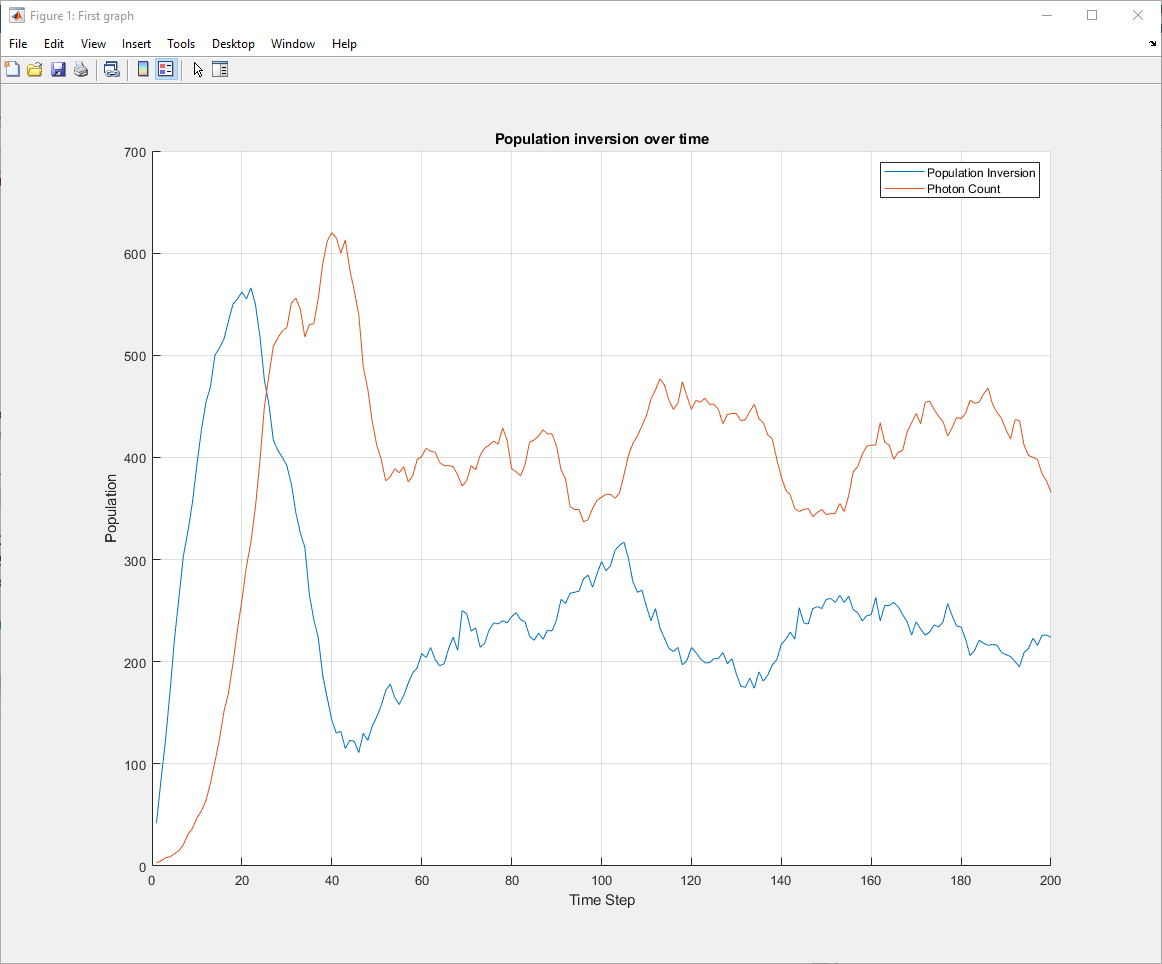 Figure 1: First graph
File Edit View Insert Tools Desktop Window Help
Population inversion over time
Population Inversion
Photon Count
700
600
500
400
300
200
100
0
Population
0 20 40 60 80 100 120 140 160 180 200
Time Step